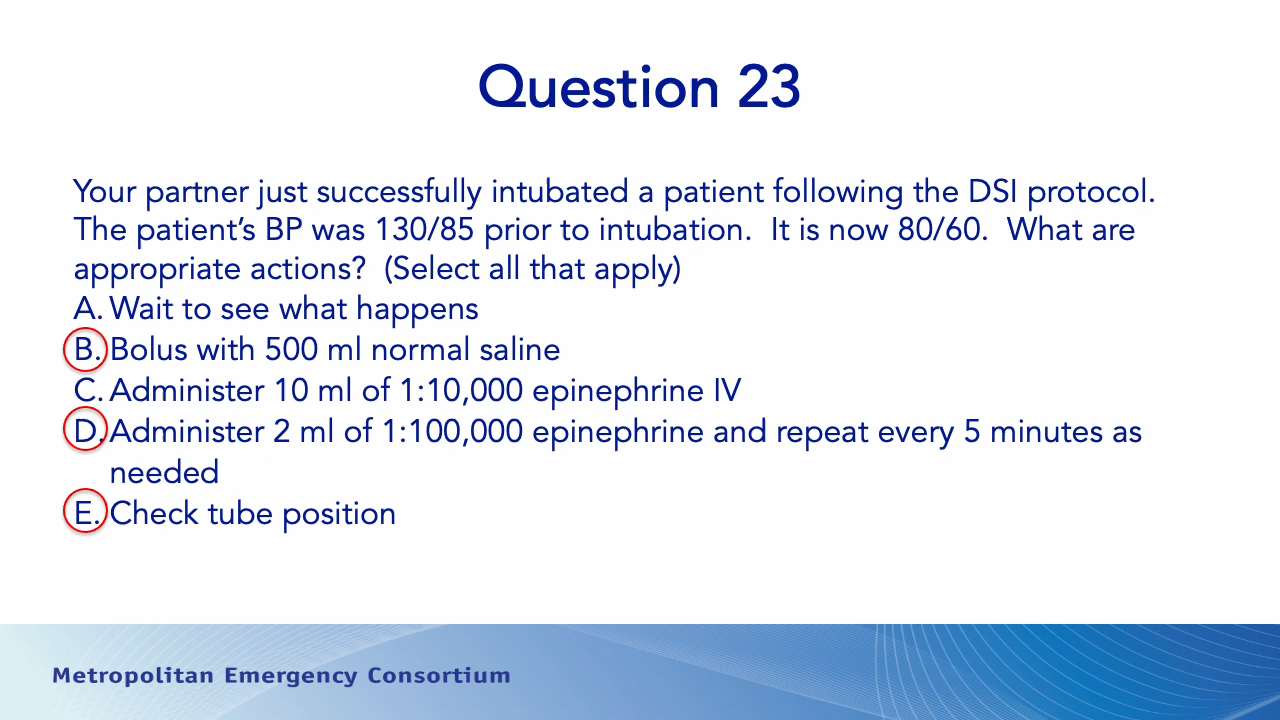 Question 23
Your partner just successfully intubated a patient following the DSI protocol.
The patient’s BP was 130/85 prior to intubation.  It is now 80/60.  What are
appropriate actions?  (Select all that apply)
A. Wait to see what happens
B. Bolus with 500 ml normal saline
C. Administer 10 ml of 1:10,000 epinephrine IV
D. Administer 2 ml of 1:100,000 epinephrine and repeat every 5 minutes as
needed
E. Check tube position
Metropolitan Emergency Consortium